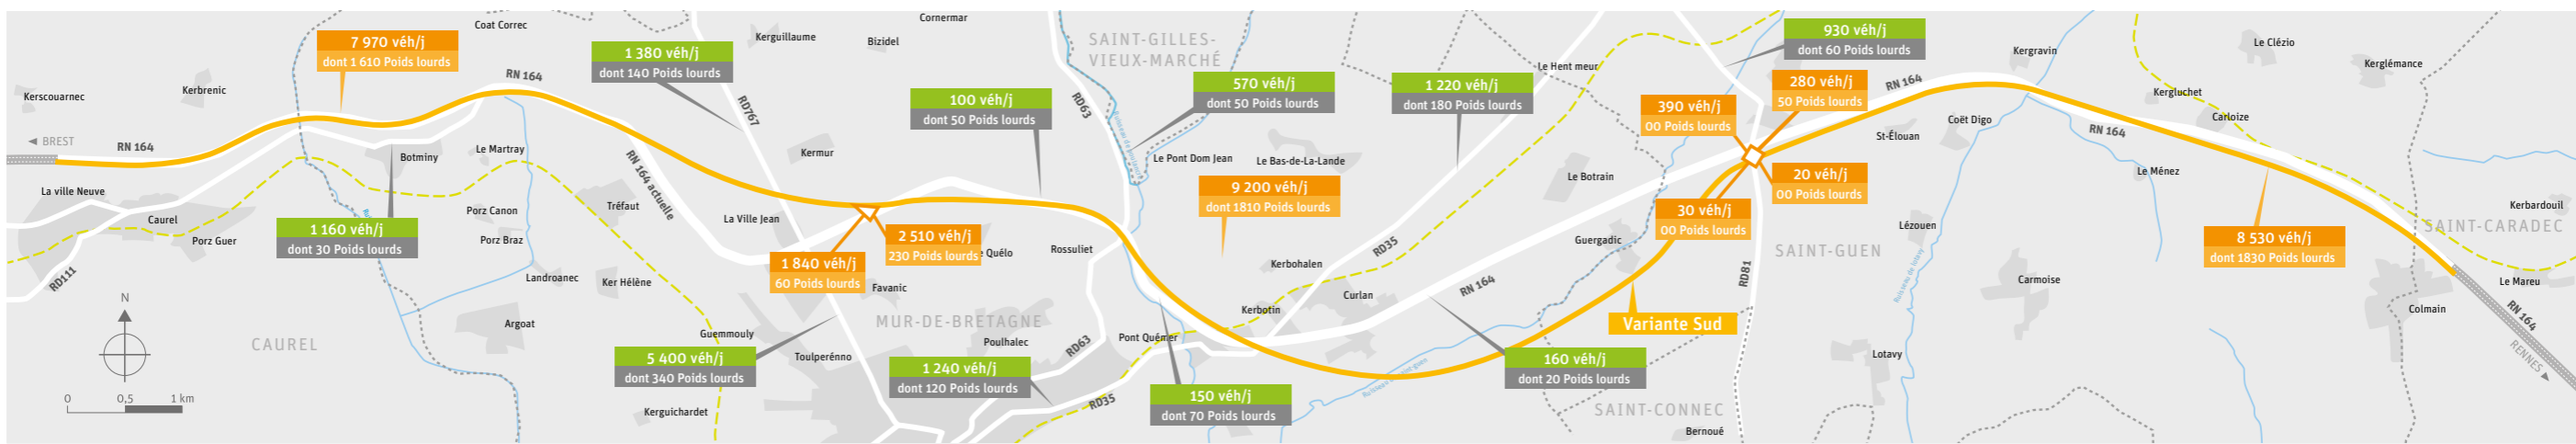 Coat Correc
Cornermar
7 970 véh/j
dont 1 610 Poids lourds
1 380 véh/j
dont 140 Poids lourds
Kerguillaume
Bizidel
SAINT-GILLES-
VIEUX-MARCHÉ
930 véh/j
dont 60 Poids lourds
Le Clézio
Kerglémance
Kergravin
Le Hent meur
RN 164
Kerscouarnec
Kerbrenic
RD767
RD63
100 véh/j
dont 50 Poids lourds
570 véh/j
dont 50 Poids lourds
1 220 véh/j
dont 180 Poids lourds
390 véh/j
00 Poids lourds
280 véh/j
50 Poids lourds
RN 164
Kergluchet
Carloize
Coët Digo
St-Élouan
RN 164
BREST
RN 164
Botminy
Le Martray
Kermur
Le Pont Dom Jean
Le Bas-de-La-Lande
Le Botrain
20 véh/j
00 Poids lourds
Le Ménez
La ville Neuve
Caurel
Porz Guer
Porz Canon
Porz Braz
Tréfaut
RN 164 actuelle
La Ville Jean
9 200 véh/j
dont 1810 Poids lourds
30 véh/j
00 Poids lourds
Kerbardouil
SAINT-CARADEC
1 160 véh/j
dont 30 Poids lourds
2 510 véh/j
230 Poids lourds
Quélo
Rossuliet
Guergadic
SAINT-GUEN
Lézouen
8 530 véh/j
dont 1830 Poids lourds
1 840 véh/j
60 Poids lourds
RD111
Landroanec
Ker Hélène
Favanic
Kerbohalen
RD35
RD81
Carmoise
Le Mareu
Curlan
RN 164
N
Argoat
MUR-DE-BRETAGNE
Kerbotin
Colmain
RN 164
CAUREL
Guemmouly
Toulperénno
Poulhalec
RD63
Pont Quémer
Variante Sud
RENNES
5 400 véh/j
dont 340 Poids lourds
1 240 véh/j
dont 120 Poids lourds
160 véh/j
dont 20 Poids lourds
Lotavy
0 0,5 1 km
Kerguichardet
RD35
150 véh/j
dont 70 Poids lourds
SAINT-CONNEC
Bernoué